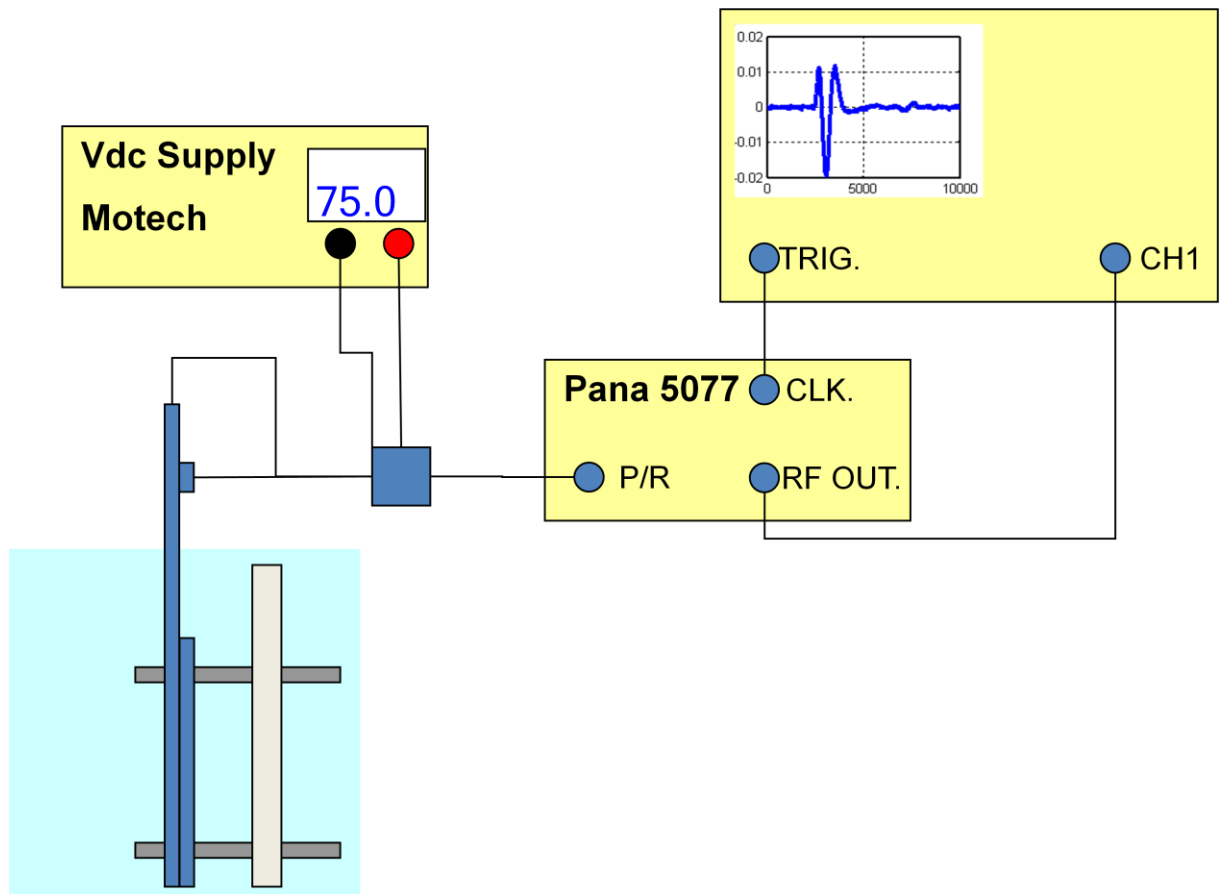 Vdc Supply
Motech
75.0
0.02
0.01
0
-0.01
-0.02
0 5000 10000
TRIG.
CH1
Pana 5077
CLK.
P/R
RF OUT.